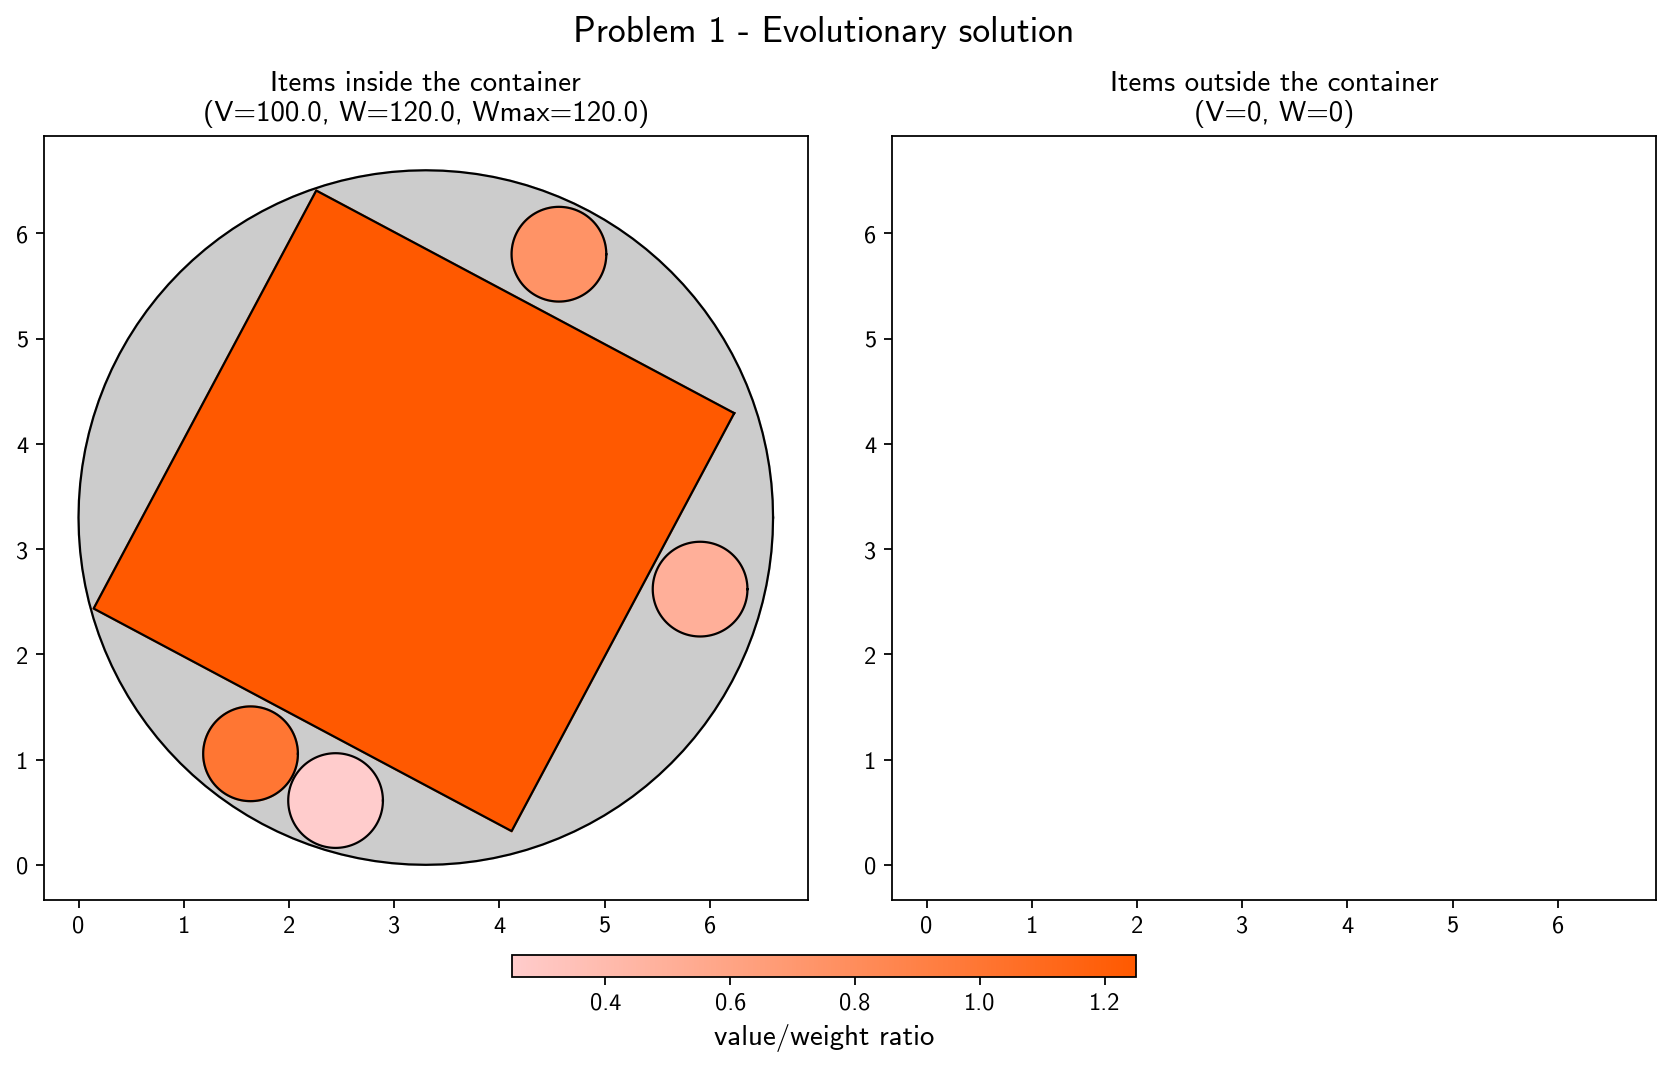 Problem 1 - Evolutionary solution
Items inside the container
(V=100.0, W=120.0, Wmax=120.0)
6
5
4
3
2
1
0
0 1 2 3 4 5 6
Items outside the container
(V=0, W=0)
6
5
4
3
2
1
0
0 1 2 3 4 5 6
0.4 0.6 0.8 1.0 1.2
value/weight ratio